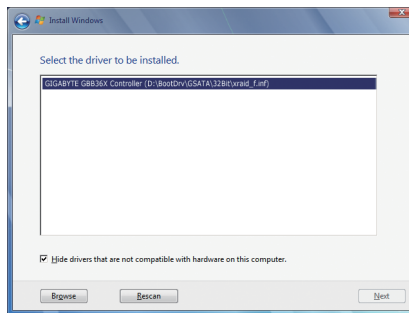 Install Windows
Select the driver to be installed.
GIGABYTE GBB36X Controller (D:\BootDrv\GSATA\32Bit\xraid_f.inf)
Hide drivers that are not compatible with hardware on this computer.
Browse Rescan Next